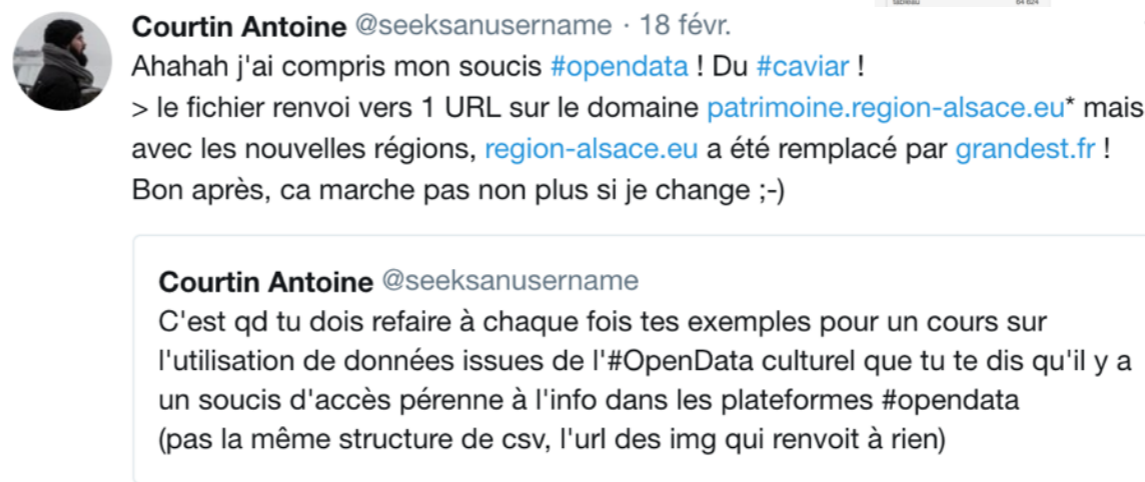 tableau 64 624
Courtin Antoine @seeksanusername · 18 févr.
Ahahah j'ai compris mon soucis #opendata ! Du #caviar !
> le fichier renvoi vers 1 URL sur le domaine patrimoine.region-alsace.eu* mais
avec les nouvelles régions, region-alsace.eu a été remplacé par grandest.fr !
Bon après, ca marche pas non plus si je change ;-)
Courtin Antoine @seeksanusername
C'est qd tu dois refaire à chaque fois tes exemples pour un cours sur
l'utilisation de données issues de l'#OpenData culturel que tu te dis qu'il y a
un soucis d'accès pérenne à l'info dans les plateformes #opendata
(pas la même structure de csv, l'url des img qui renvoit à rien)